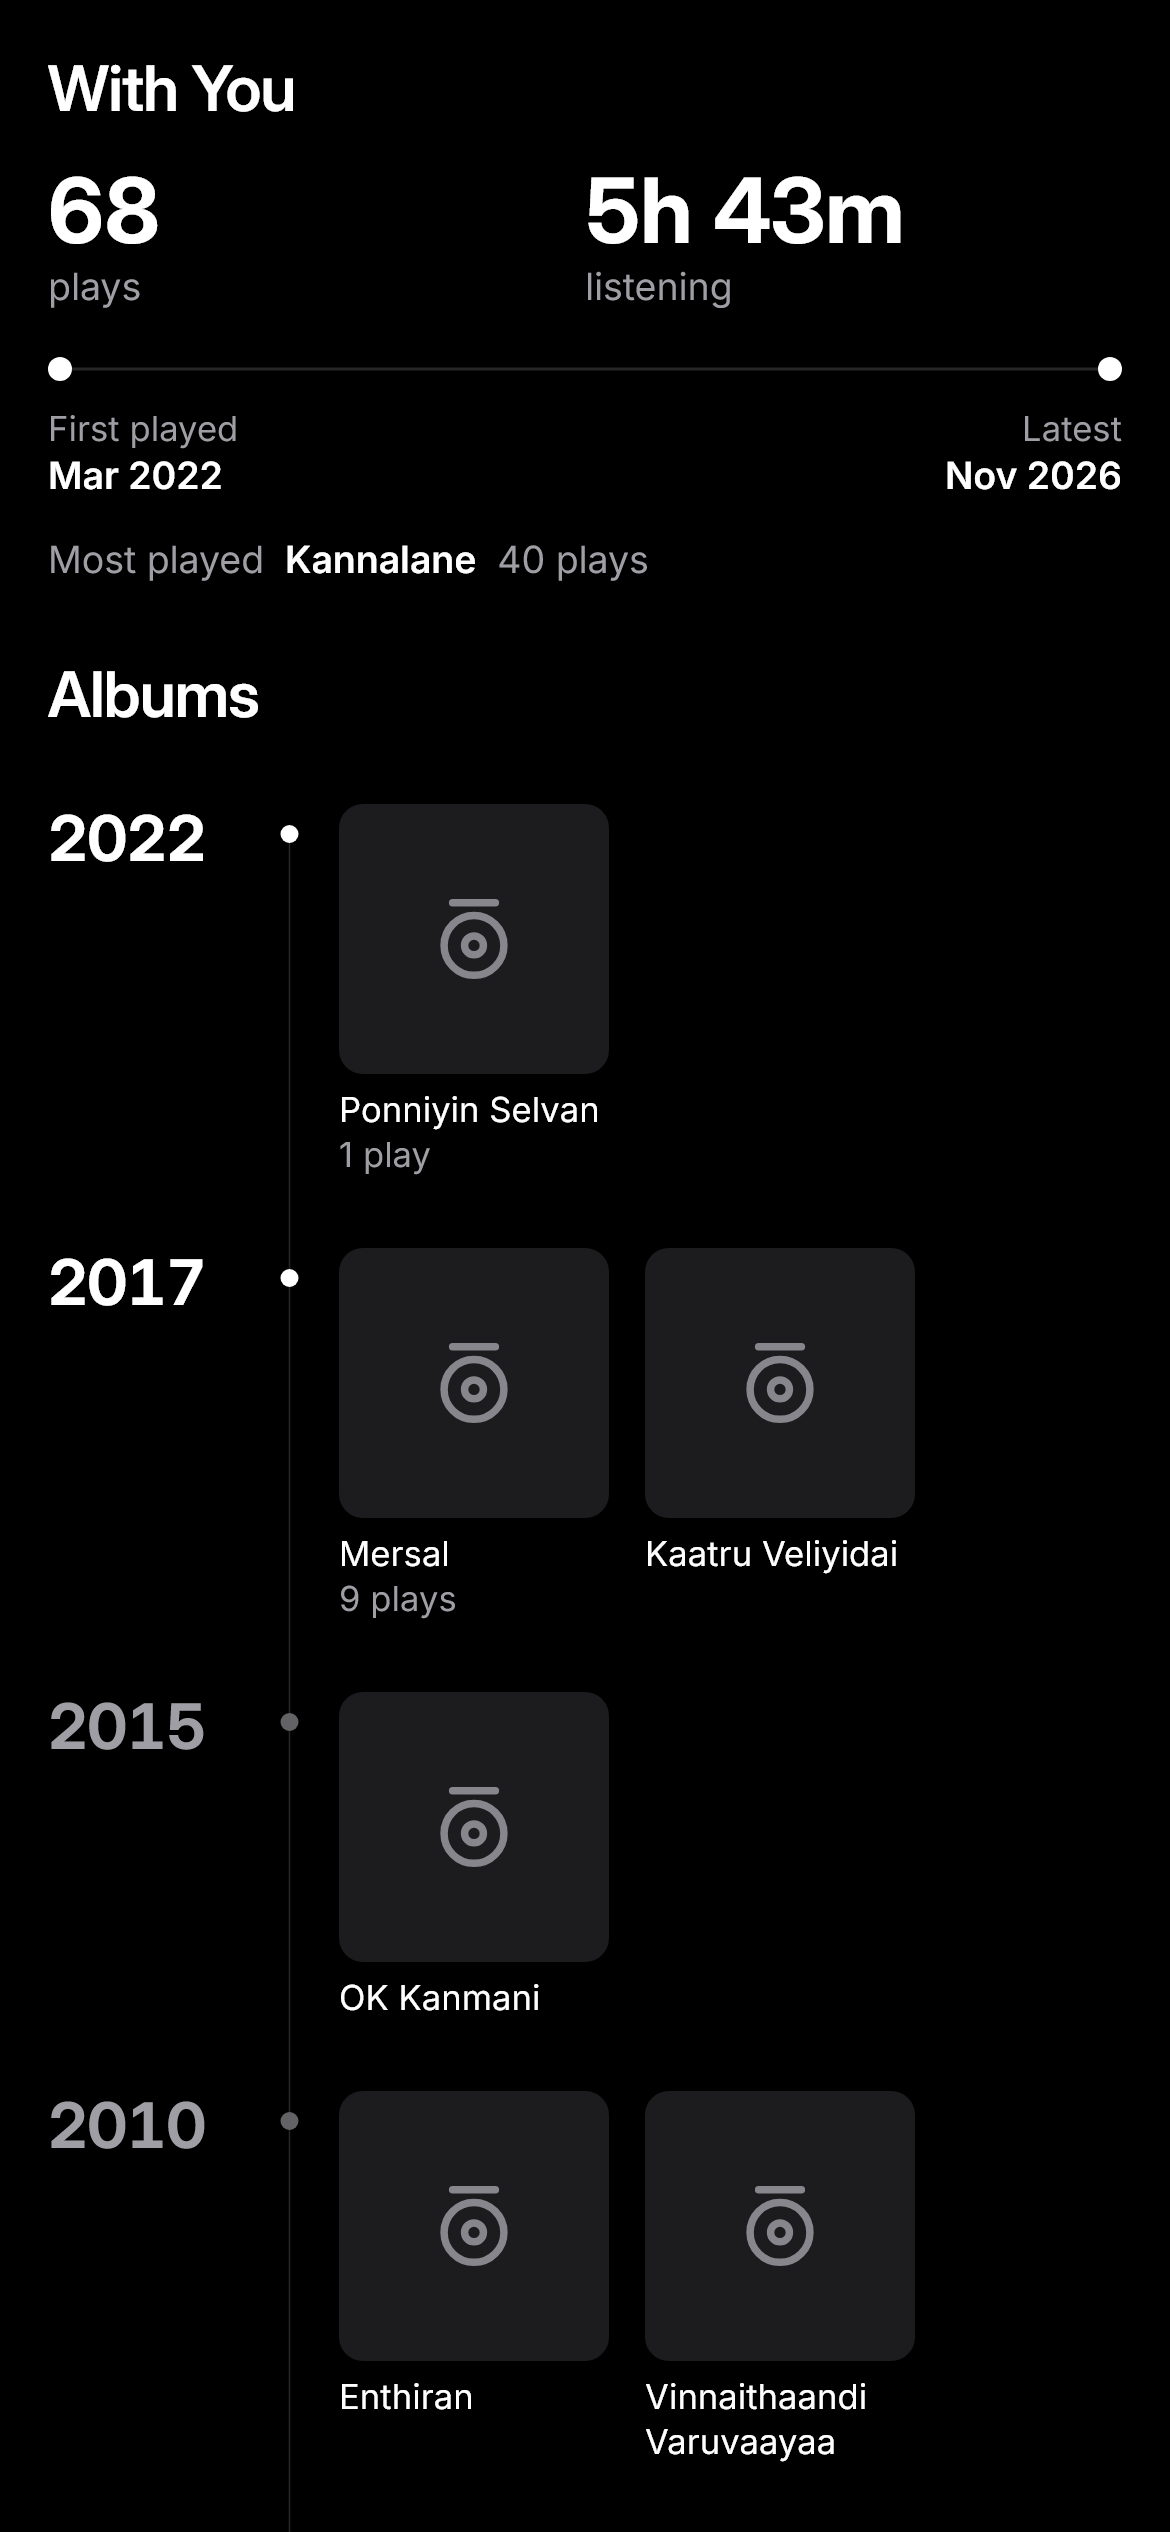 With You
68
5h 43m
plays
listening
First played
Latest
Mar 2022
Nov 2026
Most played Kannalane 40 plays
Albums
2022
Ponniyin Selvan
1 play
2017
Mersal
Kaatru Veliyidai
9 plays
2015
OK Kanmani
2010
Enthiran
Vinnaithaandi
Varuvaayaa